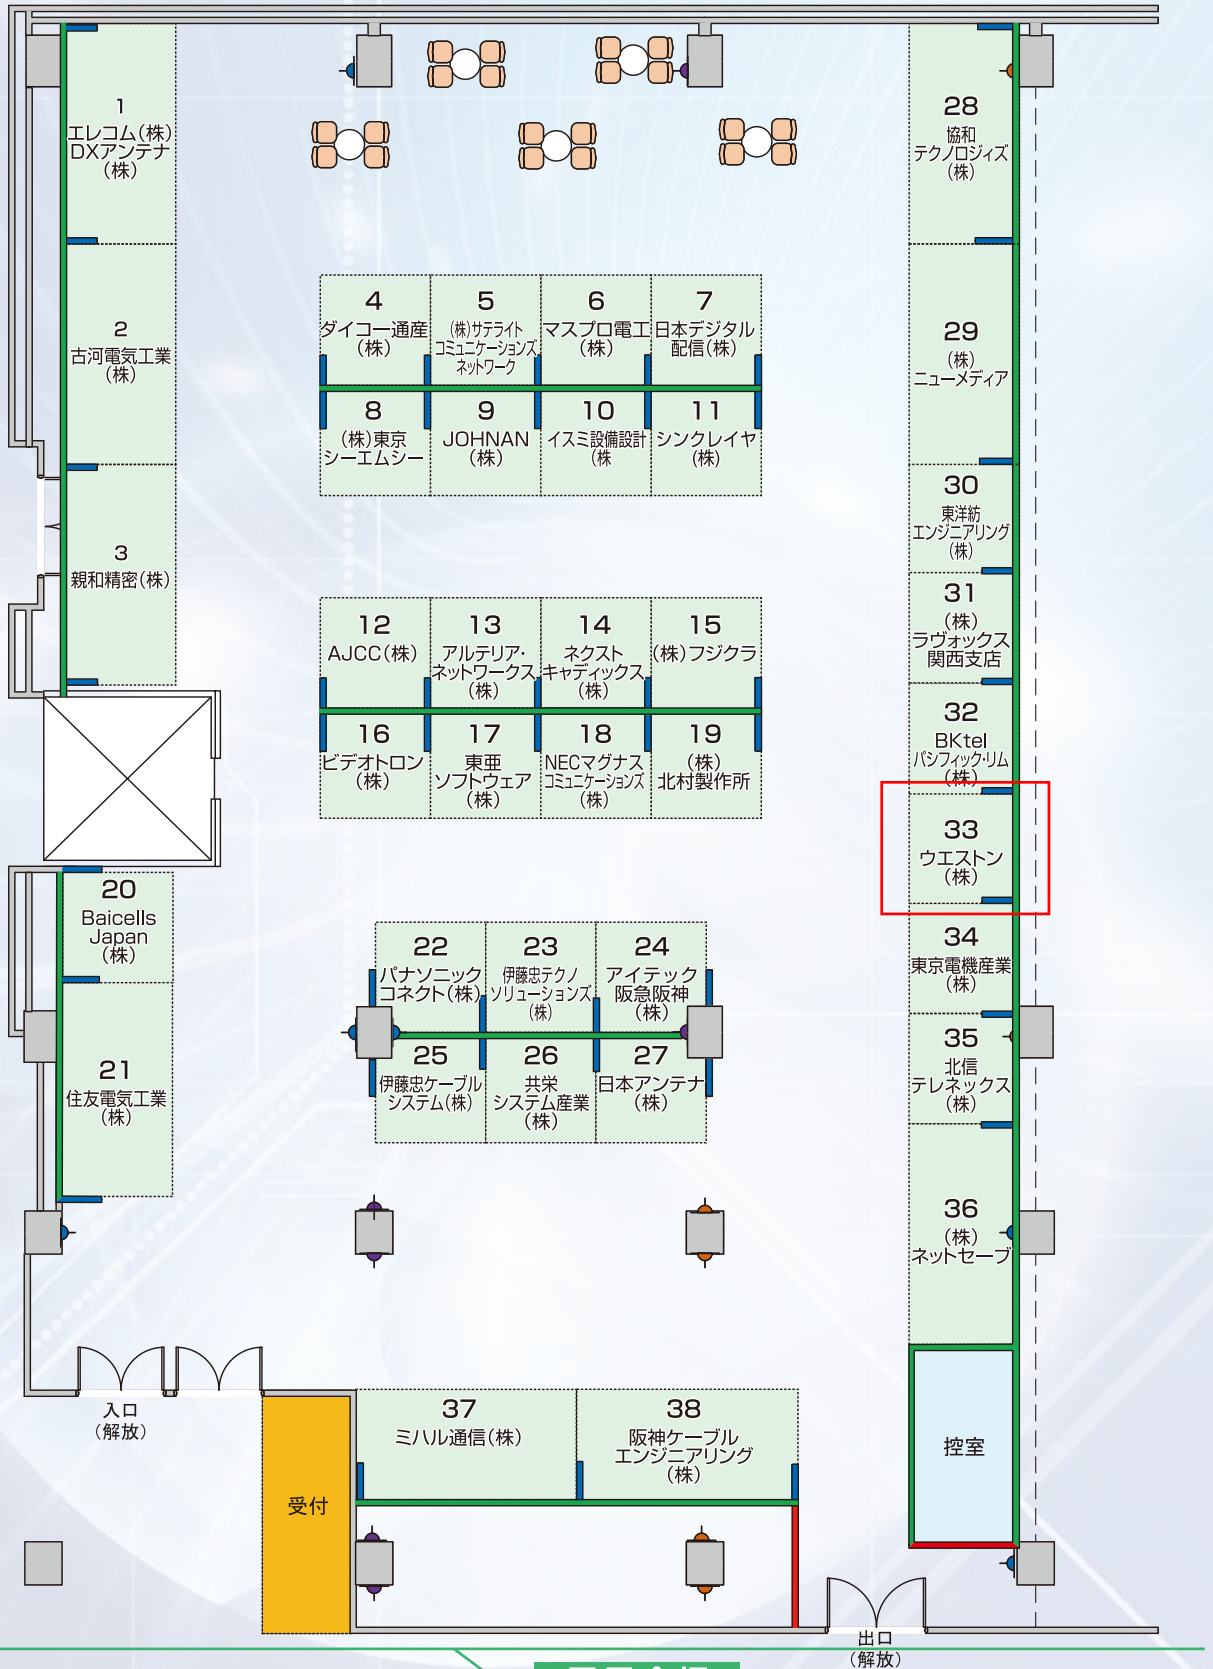 1
エレコム(株)
DXアンテナ
(株)
2
古河電気工業
(株)
3
親和精密(株)
4
ダイコー通産
(株)
5
(株)サテライト
コミュニケーションズ
ネットワーク
6
マスプロ電工
(株)
7
日本デジタル
配信(株)
8
(株)東京
シーエムシー
9
JOHNAN
(株)
10
イスミ設備設計
(株
11
シンクレイヤ
(株)
12
AJCC(株)
13
アルテリア・
ネットワークス
(株)
14
ネクスト
キャディックス
(株)
15
(株)フジクラ
16
ビデオトロン
(株)
17
東亜
ソフトウェア
(株)
18
NECマグナス
コミュニケーションズ
(株)
19
(株)
北村製作所
20
Baicells
Japan
(株)
21
住友電気工業
(株)
22
パナソニック
コネクト(株)
23
伊藤忠テクノ
ソリューションズ
(株)
24
アイテック
阪急阪神
(株)
25
伊藤忠ケーブル
システム(株)
26
共栄
システム産業
(株)
27
日本アンテナ
(株)
28
協和
テクノロジィズ
(株)
29
(株)
ニューメディア
30
東洋紡
エンジニアリング
(株)
31
(株)
ラヴォックス
関西支店
32
BKtel
パシフィック・リム
(株)
33
ウエストン
(株)
34
東京電機産業
(株)
35
北信
テレネックス
(株)
36
(株)
ネットセーブ
控室
入口
(解放)
受付
37
ミハル通信(株)
38
阪神ケーブル
エンジニアリング
(株)
出口
(解放)